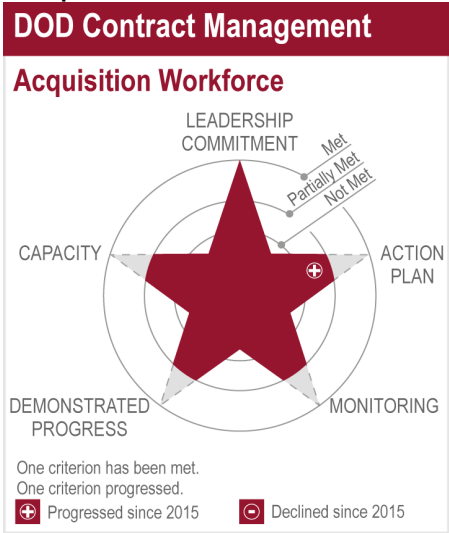 DOD Contract Management
Acquisition Workforce
LEADERSHIP
COMMITMENT
Met
Partially Met
Not Met
CAPACITY
ACTION
PLAN
DEMONSTRATED
PROGRESS
MONITORING
One criterion has been met.
One criterion progressed.
Progressed since 2015
Declined since 2015